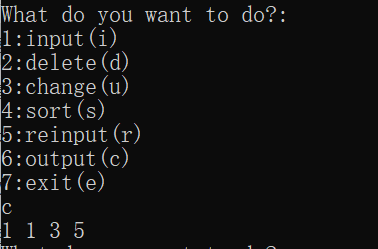 What do you want to do?:
1:input(i)
2:delete(d)
3:change(u)
4:sort(s)
5:reinput(r)
6:output(c)
7:exit(e)
c
1 1 3 5